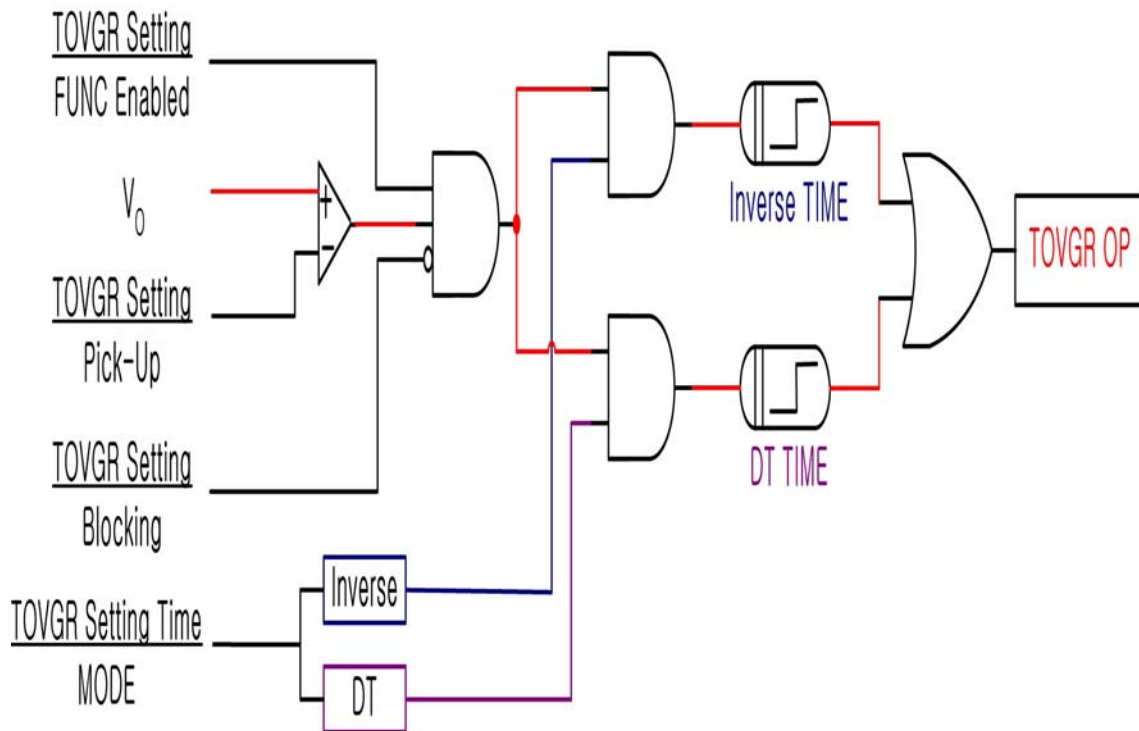 TOVGR Setting
FUNC Enabled
V0
TOVGR Setting
Pick-Up
TOVGR Setting
Blocking
TOVGR Setting Time
MODE
+
-
Inverse
DT
Inverse TIME
DT TIME
TOVGR OP